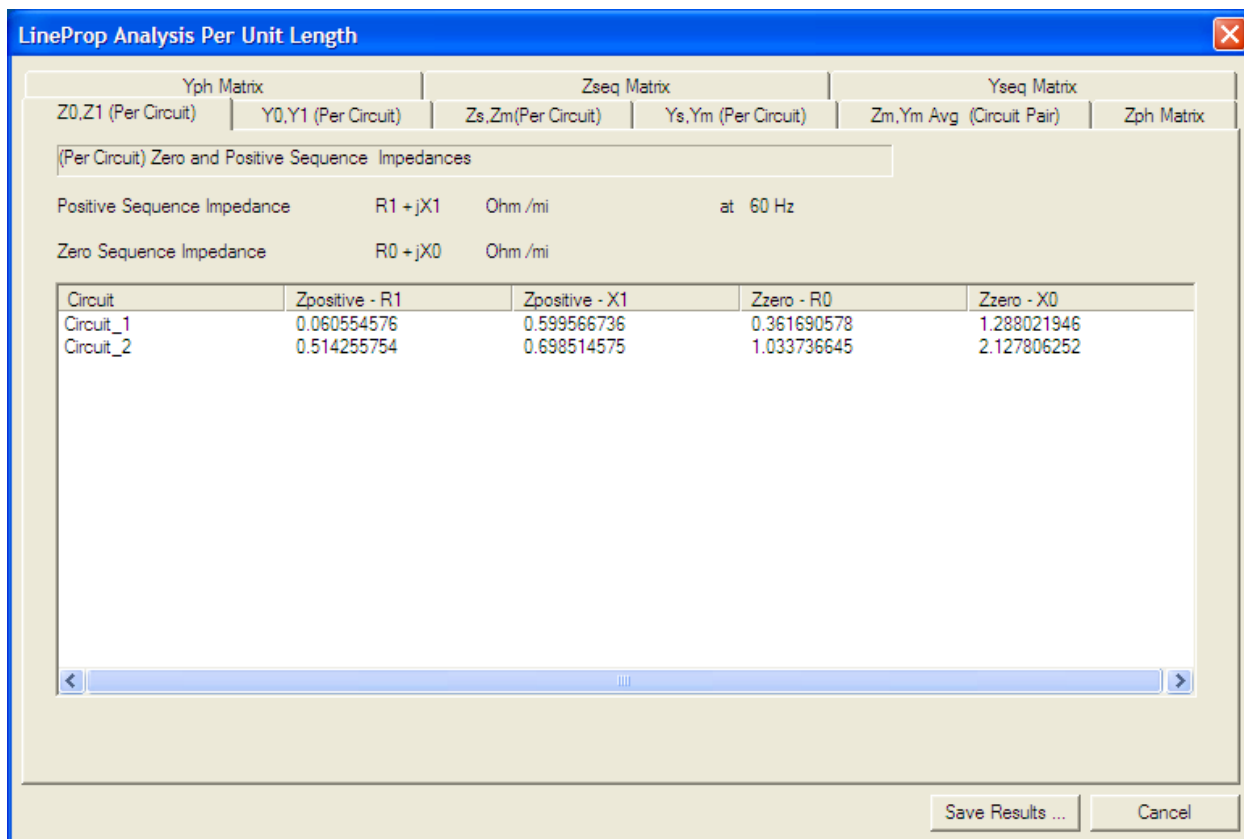 LineProp Analysis Per Unit Length
Yph Matrix Zseq Matrix Yseq Matrix
Z0,Z1 (Per Circuit) Y0,Y1 (Per Circuit) Zs,Zm(Per Circuit) Ys,Ym (Per Circuit) Zm,Ym Avg (Circuit Pair) Zph Matrix
(Per Circuit) Zero and Positive Sequence Impedances
Positive Sequence Impedance R1 + jX1 Ohm /mi at 60 Hz
Zero Sequence Impedance R0 + jX0 Ohm /mi
Circuit Zpositive - R1 Zpositive - X1 Zzero - R0 Zzero - X0
Circuit_1 0.060554576 0.599566736 0.361690578 1.288021946
Circuit_2 0.514255754 0.698514575 1.033736645 2.127806252
Save Results ... Cancel